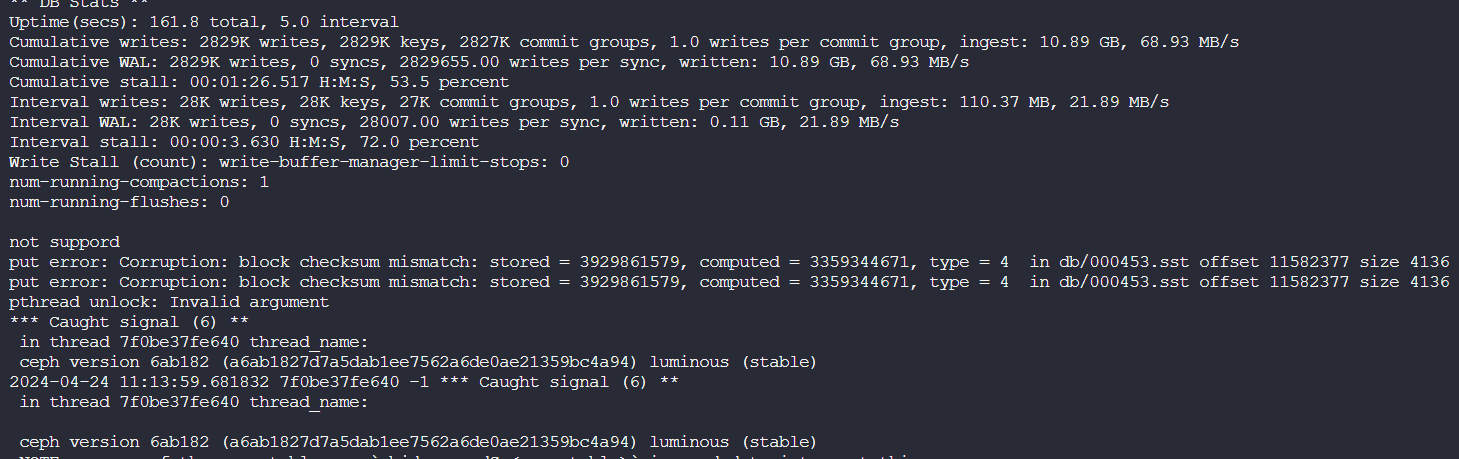 ** DB Stats **
Uptime(secs): 161.8 total, 5.0 interval
Cumulative writes: 2829K writes, 2829K keys, 2827K commit groups, 1.0 writes per commit group, ingest: 10.89 GB, 68.93 MB/s
Cumulative WAL: 2829K writes, 0 syncs, 2829655.00 writes per sync, written: 10.89 GB, 68.93 MB/s
Cumulative stall: 00:01:26.517 H:M:S, 53.5 percent
Interval writes: 28K writes, 28K keys, 27K commit groups, 1.0 writes per commit group, ingest: 110.37 MB, 21.89 MB/s
Interval WAL: 28K writes, 0 syncs, 28007.00 writes per sync, written: 0.11 GB, 21.89 MB/s
Interval stall: 00:00:3.630 H:M:S, 72.0 percent
Write Stall (count): write-buffer-manager-limit-stops: 0
num-running-compactions: 1
num-running-flushes: 0
not suppord
put error: Corruption: block checksum mismatch: stored = 3929861579, computed = 3359344671, type = 4  in db/000453.sst offset 11582377 size 4136
put error: Corruption: block checksum mismatch: stored = 3929861579, computed = 3359344671, type = 4  in db/000453.sst offset 11582377 size 4136
pthread unlock: Invalid argument
*** Caught signal (6) **
in thread 7f0be37fe640 thread_name:
ceph version 6ab182 (a6ab1827d7a5dab1ee7562a6de0ae21359bc4a94) luminous (stable)
2024-04-24 11:13:59.681832 7f0be37fe640 -1 *** Caught signal (6) **
in thread 7f0be37fe640 thread_name:
ceph version 6ab182 (a6ab1827d7a5dab1ee7562a6de0ae21359bc4a94) luminous (stable)